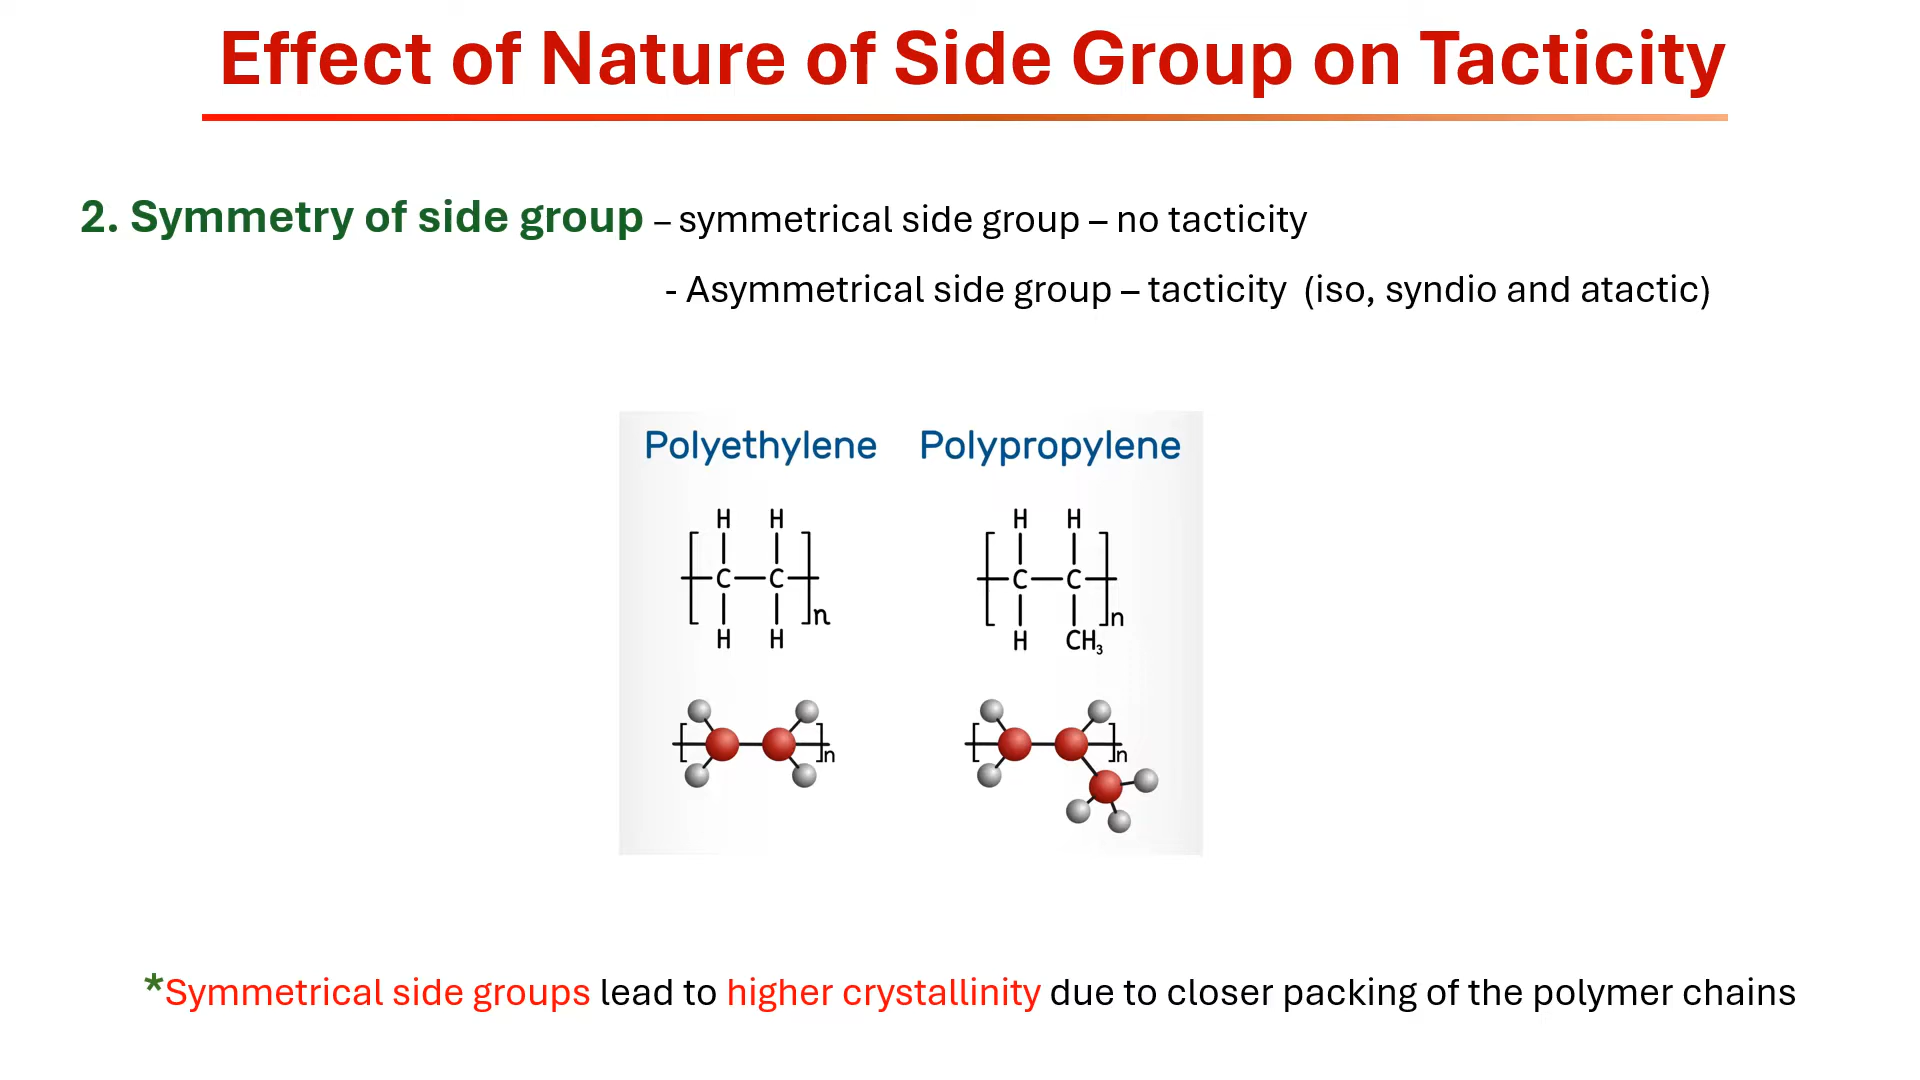 Effect of Nature of Side Group on Tacticity
2. Symmetry of side group – symmetrical side group – no tacticity
- Asymmetrical side group – tacticity (iso, syndio and atactic)
Polyethylene Polypropylene
H H H H
C C C C
n n
H H H CH₃
n n
*Symmetrical side groups lead to higher crystallinity due to closer packing of the polymer chains